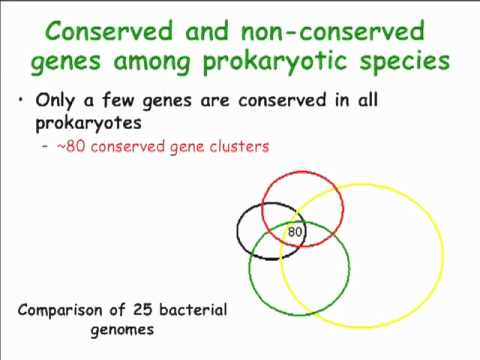 Conserved and non-conserved
genes among prokaryotic species
• Only a few genes are conserved in all
prokaryotes
- ~80 conserved gene clusters
80
Comparison of 25 bacterial
genomes